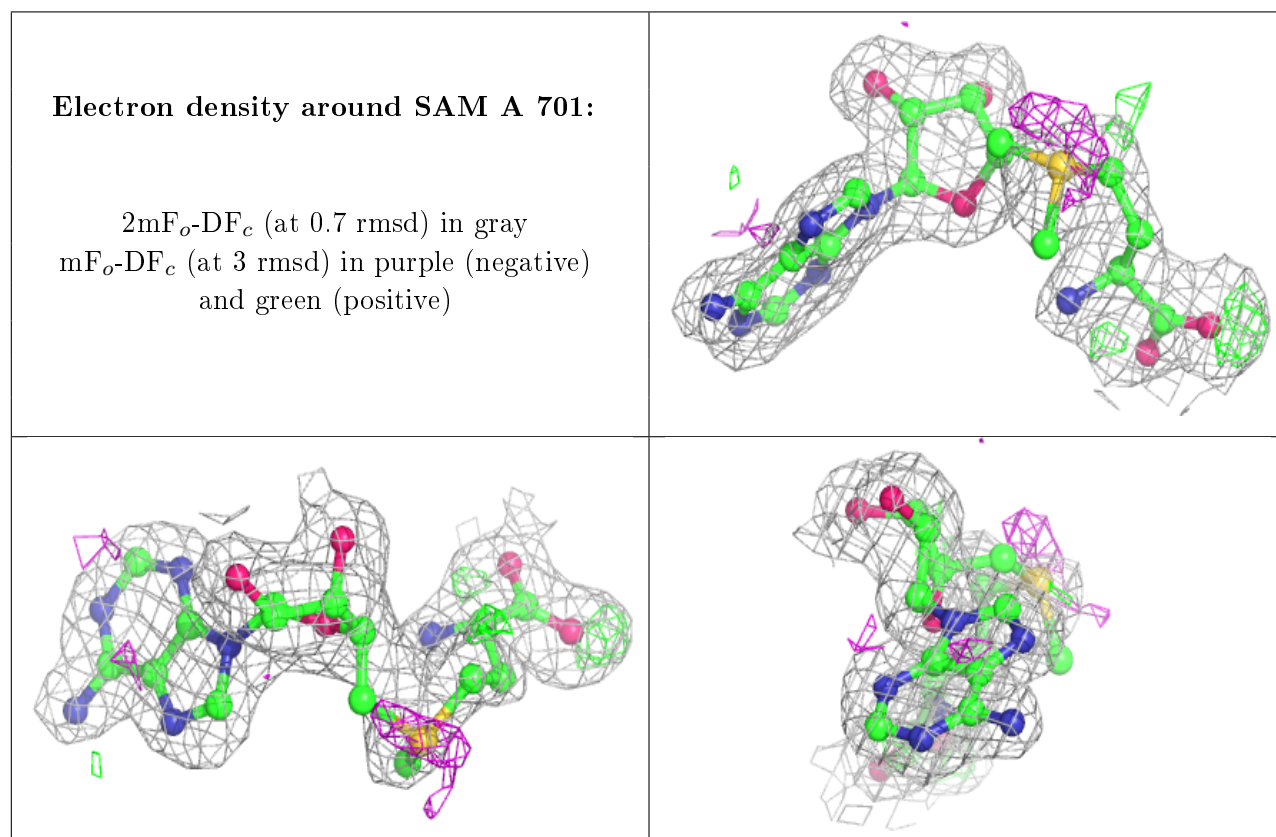 Electron density around SAM A 701:
2mFₒ-DF𝒸 (at 0.7 rmsd) in gray
mFₒ-DF𝒸 (at 3 rmsd) in purple (negative)
and green (positive)